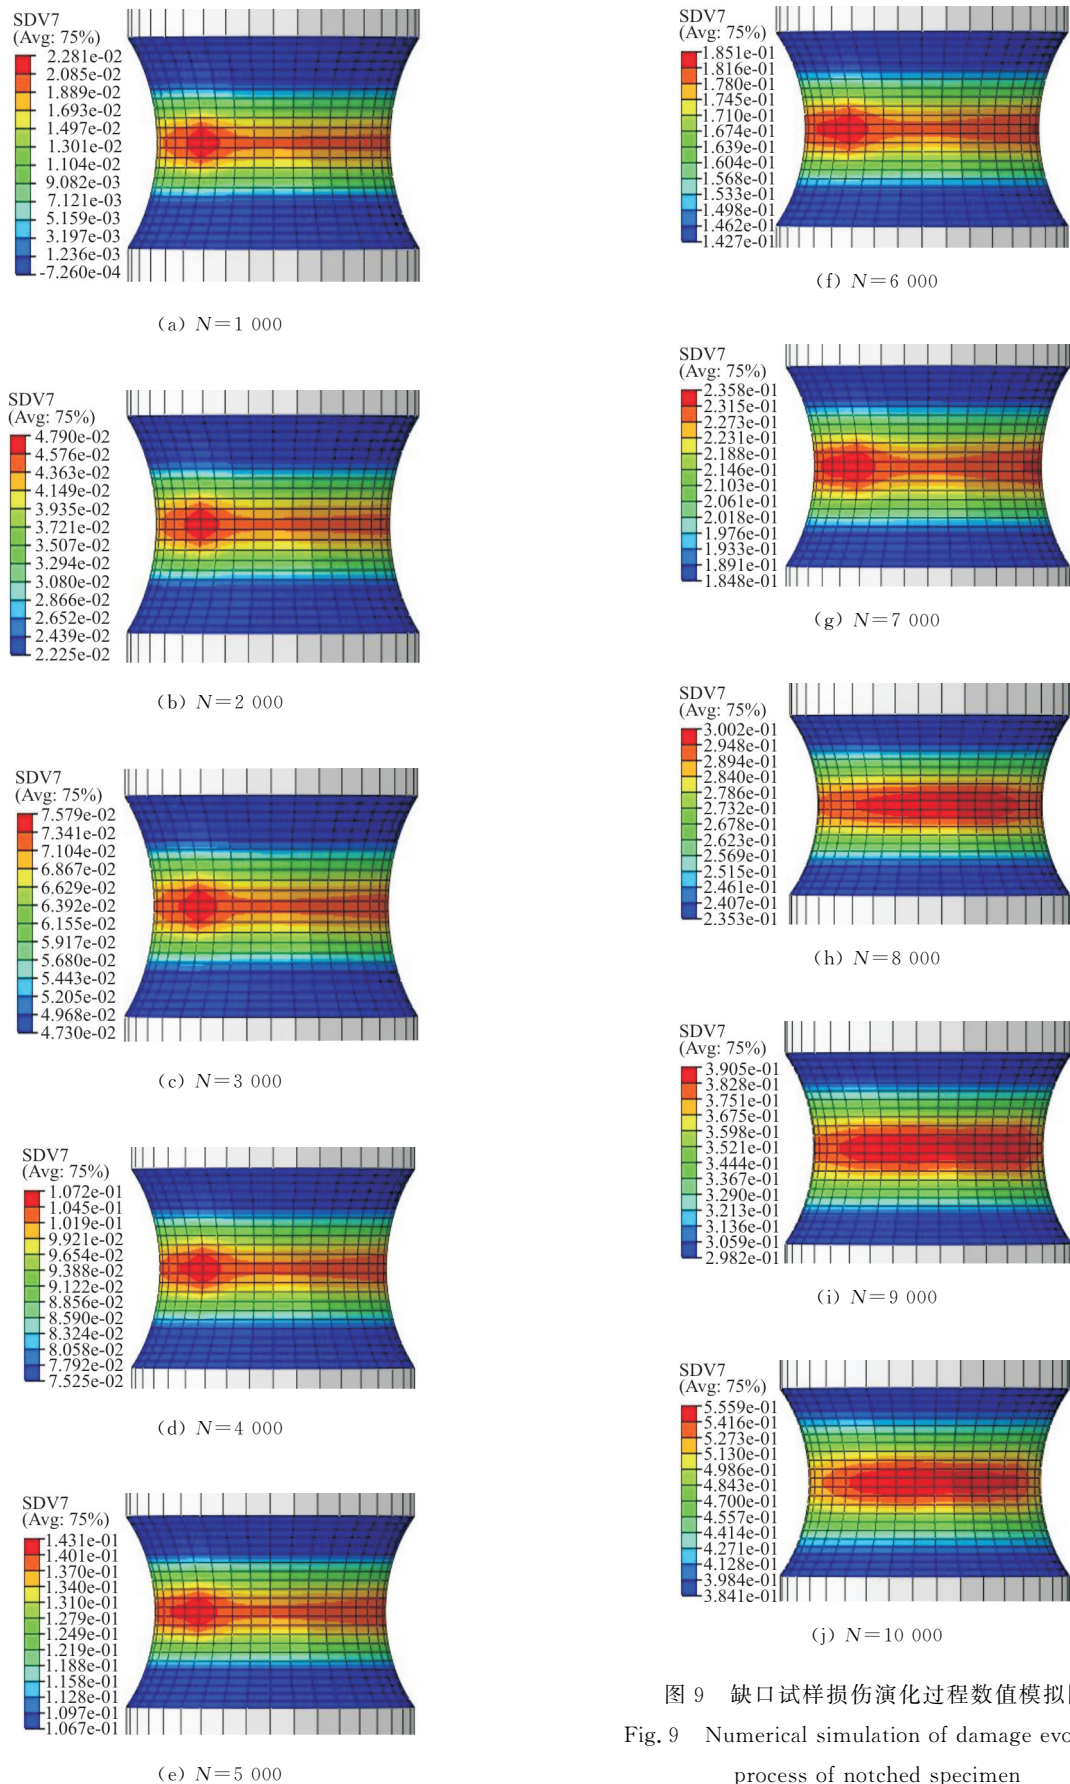 SDV7
(Avg: 75%)
2.281e-02
2.085e-02
1.889e-02
1.693e-02
1.497e-02
1.301e-02
1.104e-02
9.082e-03
7.121e-03
5.159e-03
3.197e-03
1.236e-03
-7.260e-04
(a) N=1 000
SDV7
(Avg: 75%)
4.790e-02
4.576e-02
4.363e-02
4.149e-02
3.935e-02
3.721e-02
3.507e-02
3.294e-02
3.080e-02
2.866e-02
2.652e-02
2.439e-02
2.225e-02
(b) N=2 000
SDV7
(Avg: 75%)
7.579e-02
7.341e-02
7.104e-02
6.867e-02
6.629e-02
6.392e-02
6.155e-02
5.917e-02
5.680e-02
5.443e-02
5.205e-02
4.968e-02
4.730e-02
(c) N=3 000
SDV7
(Avg: 75%)
1.072e-01
1.045e-01
1.019e-01
9.921e-02
9.654e-02
9.388e-02
9.122e-02
8.856e-02
8.590e-02
8.324e-02
8.058e-02
7.792e-02
7.525e-02
(d) N=4 000
SDV7
(Avg: 75%)
1.431e-01
1.401e-01
1.370e-01
1.340e-01
1.310e-01
1.279e-01
1.249e-01
1.219e-01
1.188e-01
1.158e-01
1.128e-01
1.097e-01
1.067e-01
(e) N=5 000
SDV7
(Avg: 75%)
1.851e-01
1.816e-01
1.780e-01
1.745e-01
1.710e-01
1.674e-01
1.639e-01
1.604e-01
1.568e-01
1.533e-01
1.498e-01
1.462e-01
1.427e-01
(f) N=6 000
SDV7
(Avg: 75%)
2.358e-01
2.315e-01
2.273e-01
2.231e-01
2.188e-01
2.146e-01
2.103e-01
2.061e-01
2.018e-01
1.976e-01
1.933e-01
1.891e-01
1.848e-01
(g) N=7 000
SDV7
(Avg: 75%)
3.002e-01
2.948e-01
2.894e-01
2.840e-01
2.786e-01
2.732e-01
2.678e-01
2.623e-01
2.569e-01
2.515e-01
2.461e-01
2.407e-01
2.353e-01
(h) N=8 000
SDV7
(Avg: 75%)
3.905e-01
3.828e-01
3.751e-01
3.675e-01
3.598e-01
3.521e-01
3.444e-01
3.367e-01
3.290e-01
3.213e-01
3.136e-01
3.059e-01
2.982e-01
(i) N=9 000
SDV7
(Avg: 75%)
5.559e-01
5.416e-01
5.273e-01
5.130e-01
4.986e-01
4.843e-01
4.700e-01
4.557e-01
4.414e-01
4.271e-01
4.128e-01
3.984e-01
3.841e-01
(j) N=10 000
图 9 缺口试样损伤演化过程数值模拟
Fig. 9 Numerical simulation of damage evo
process of notched specimen